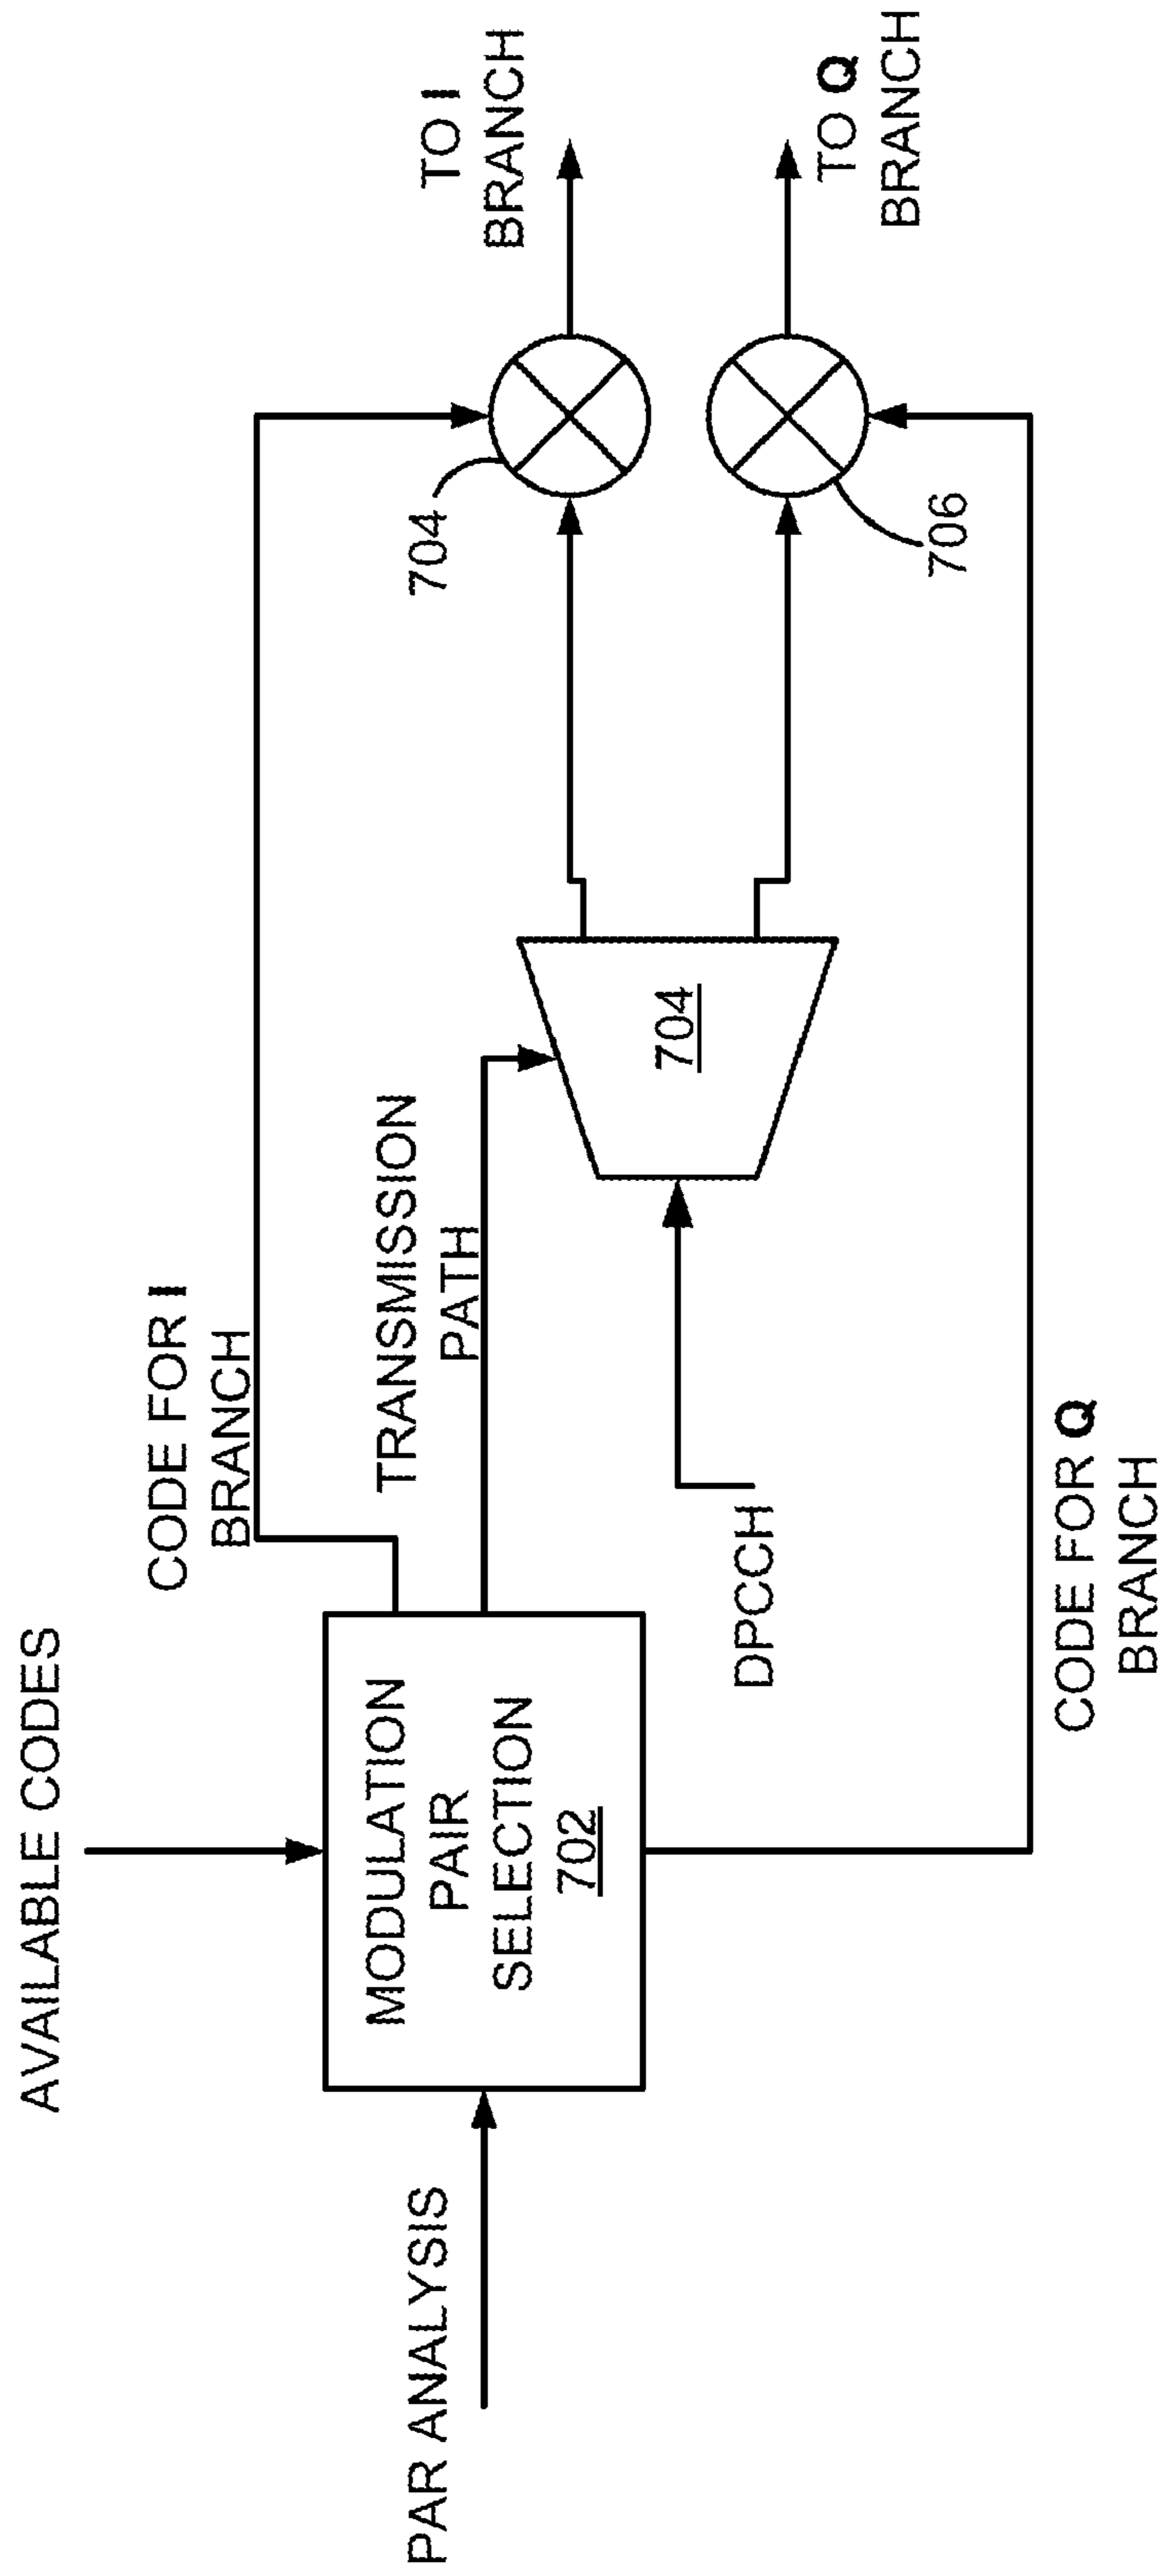 AVAILABLE CODES
CODE FOR I
BRANCH
TRANSMISSION
PATH
TO I
BRANCH
704
PAR ANALYSIS
MODULATION
PAIR
SELECTION
702
704
DPCCH
TO Q
BRANCH
706
CODE FOR Q
BRANCH